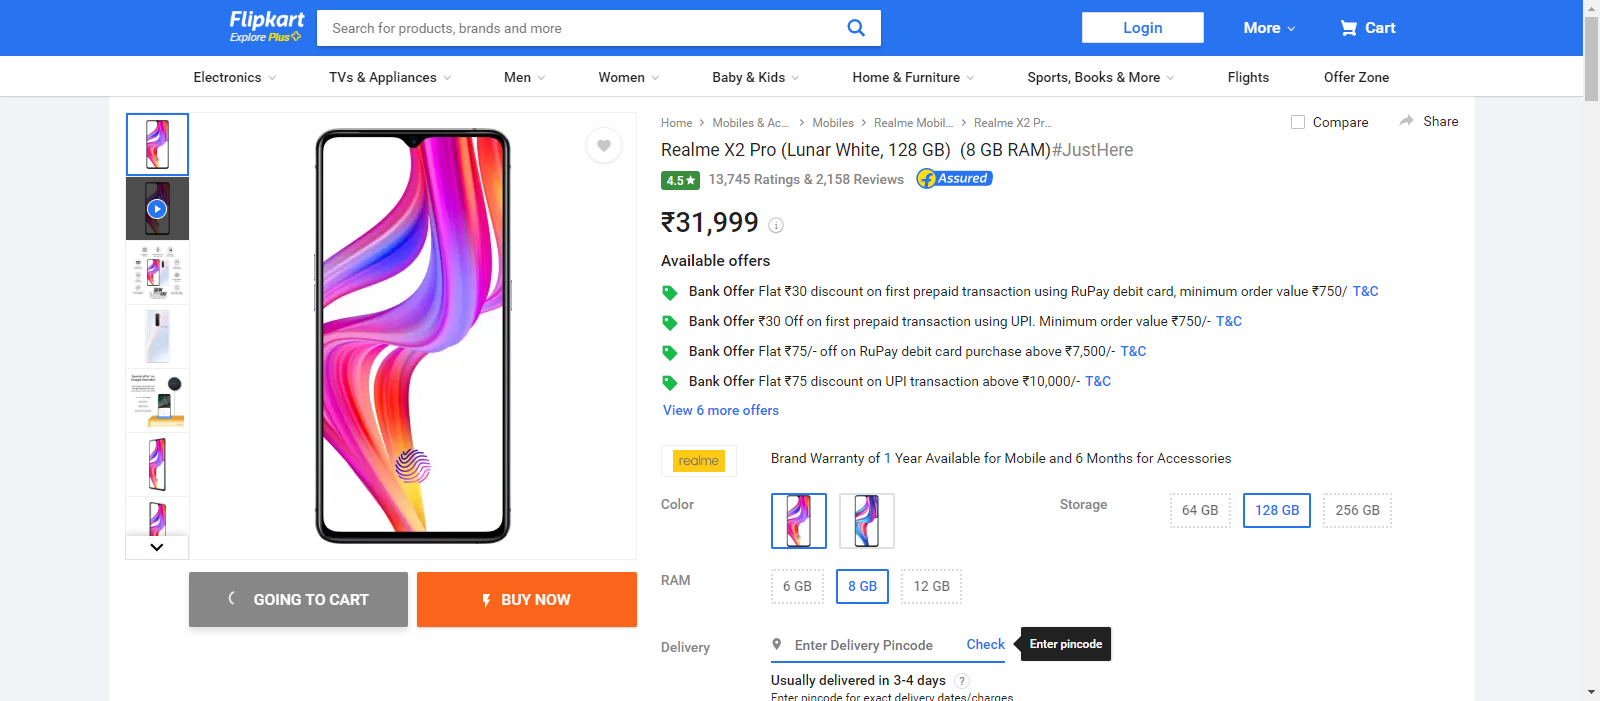 Flipkart
Explore Plus
Search for products, brands and more
Login
More
Cart
Electronics
TVs & Appliances
Men
Women
Baby & Kids
Home & Furniture
Sports, Books & More
Flights
Offer Zone
Home > Mobiles & Ac... > Mobiles > Realme Mobil... > Realme X2 Pr...
Compare
Share
Realme X2 Pro (Lunar White, 128 GB) (8 GB RAM)#JustHere
4.5★ 13,745 Ratings & 2,158 Reviews
Assured
₹31,999
Available offers
Bank Offer Flat ₹30 discount on first prepaid transaction using RuPay debit card, minimum order value ₹750/ T&C
Bank Offer ₹30 Off on first prepaid transaction using UPI. Minimum order value ₹750/- T&C
Bank Offer Flat ₹75/- off on RuPay debit card purchase above ₹7,500/- T&C
Bank Offer Flat ₹75 discount on UPI transaction above ₹10,000/- T&C
View 6 more offers
realme
Brand Warranty of 1 Year Available for Mobile and 6 Months for Accessories
Color
Storage
64 GB
128 GB
256 GB
RAM
6 GB
8 GB
12 GB
GOING TO CART
BUY NOW
Delivery
Enter Delivery Pincode
Check
Enter pincode
Usually delivered in 3-4 days ?
Enter pincode for exact delivery dates/charges